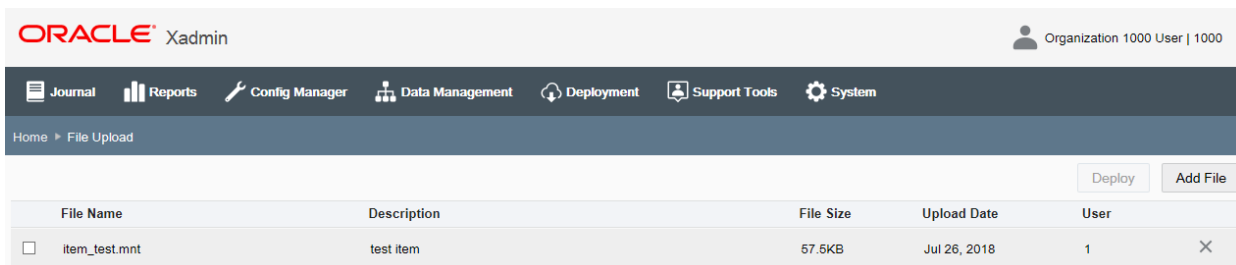 ORACLE Xadmin
Organization 1000 User | 1000
Journal Reports Config Manager Data Management Deployment Support Tools System
Home File Upload
Deploy Add File
File Name Description File Size Upload Date User
item_test.mnt test item 57.5KB Jul 26, 2018 1